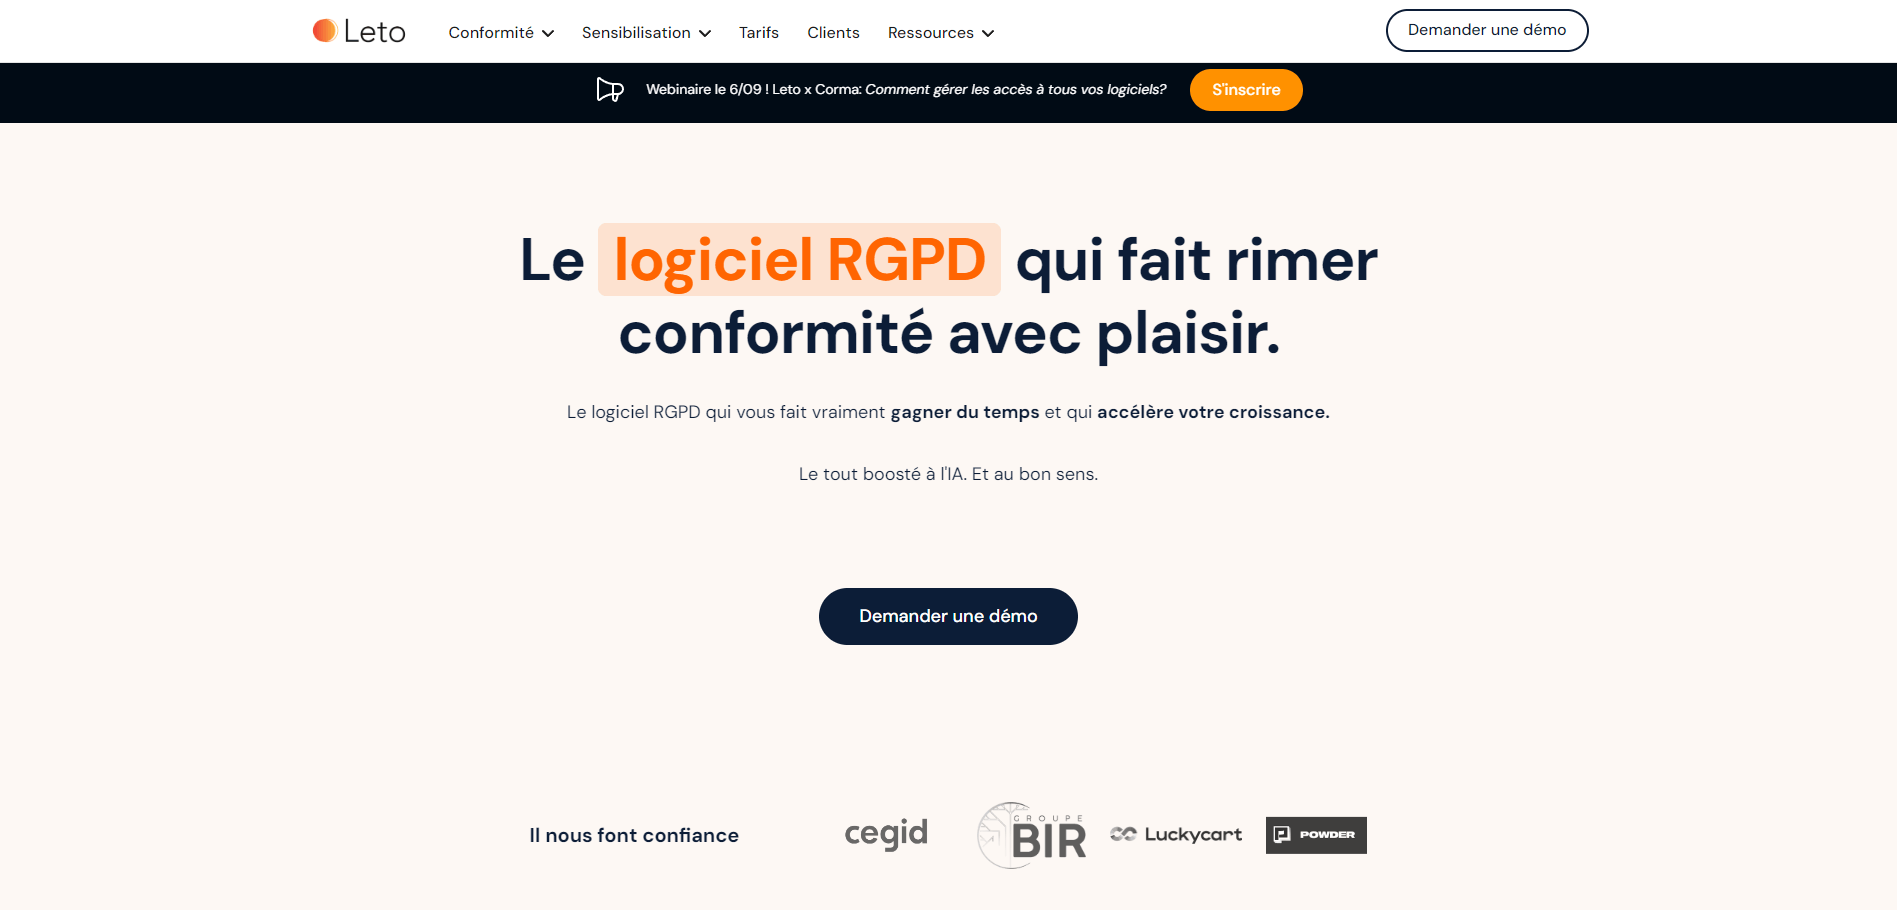 Leto
Conformité
Sensibilisation
Tarifs
Clients
Ressources
Demander une démo
Webinaire le 6/09 ! Leto x Corma: Comment gérer les accès à tous vos logiciels?
S'inscrire
Le logiciel RGPD qui fait rimer
conformité avec plaisir.
Le logiciel RGPD qui vous fait vraiment gagner du temps et qui accélère votre croissance.
Le tout boosté à l'IA. Et au bon sens.
Demander une démo
Il nous font confiance
cegid
GROUPE
BIR
Luckycart
POWDER